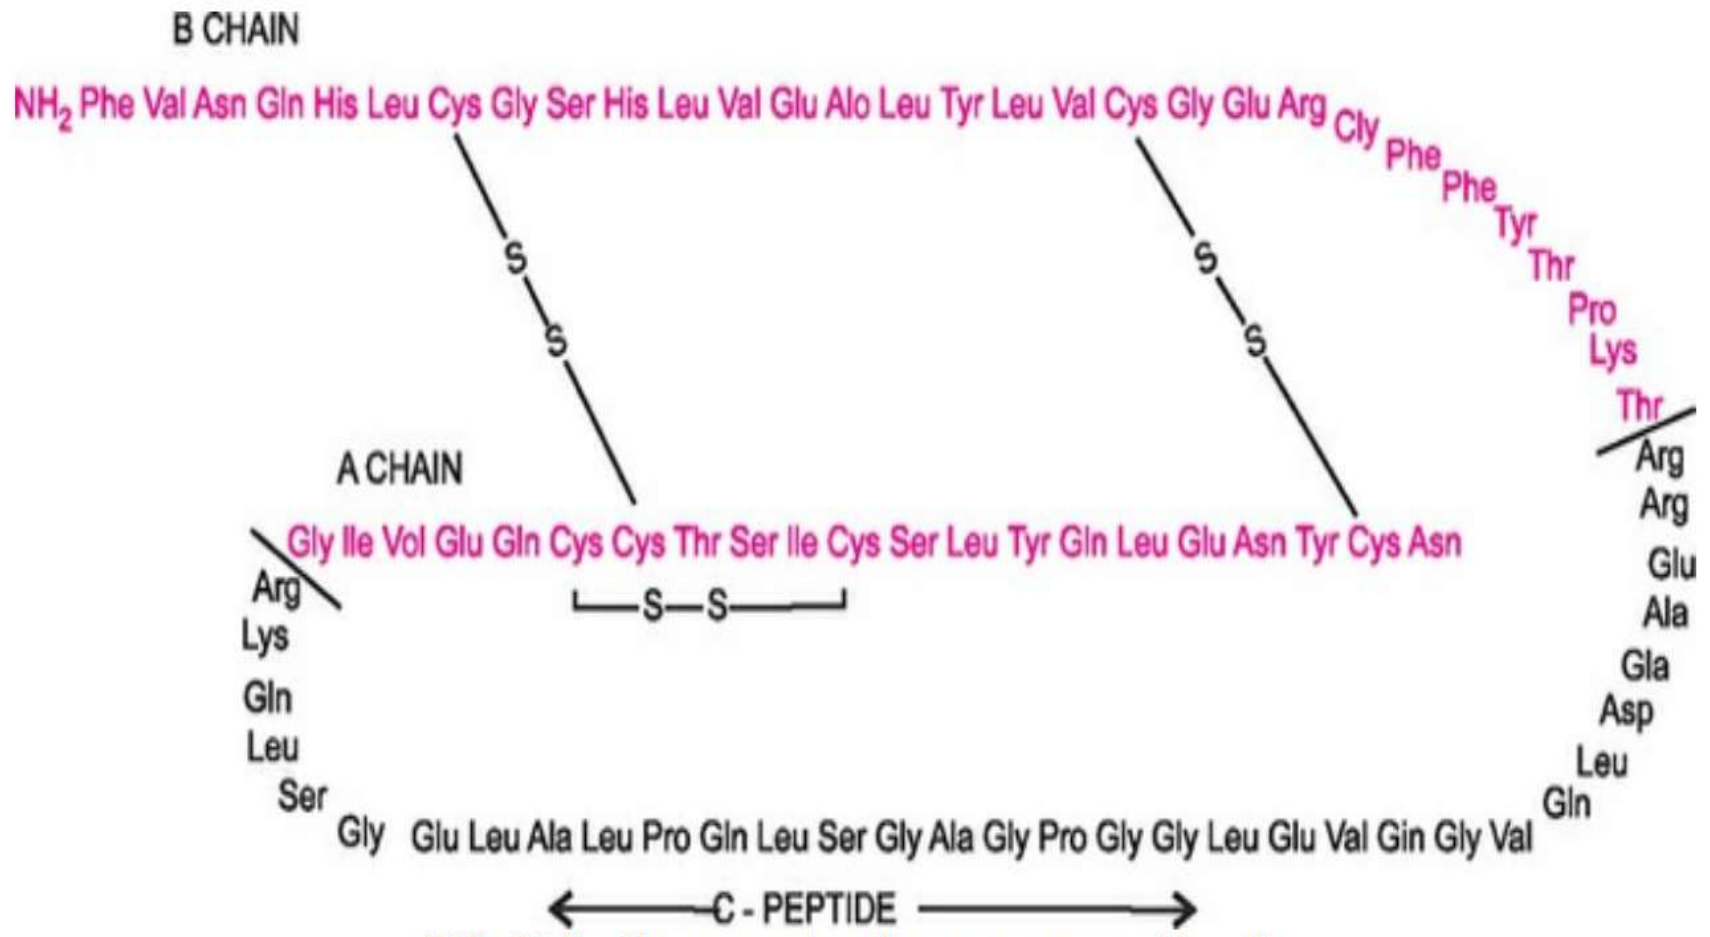 B CHAIN
NH2 Phe Val Asn Gln His Leu Cys Gly Ser His Leu Val Glu Alo Leu Tyr Leu Val Cys Gly Glu Arg Cly Phe Phe Tyr Thr Pro Lys Thr
S S
S S
A CHAIN
Gly Ile Vol Glu Gln Cys Cys Thr Ser Ile Cys Ser Leu Tyr Gln Leu Glu Asn Tyr Cys Asn
S S
Arg
Arg
Glu
Ala
Gla
Asp
Leu
Gln
Arg
Lys
Gln
Leu
Ser
Gly Glu Leu Ala Leu Pro Gln Leu Ser Gly Ala Gly Pro Gly Gly Leu Glu Val Gin Gly Val
C - PEPTIDE